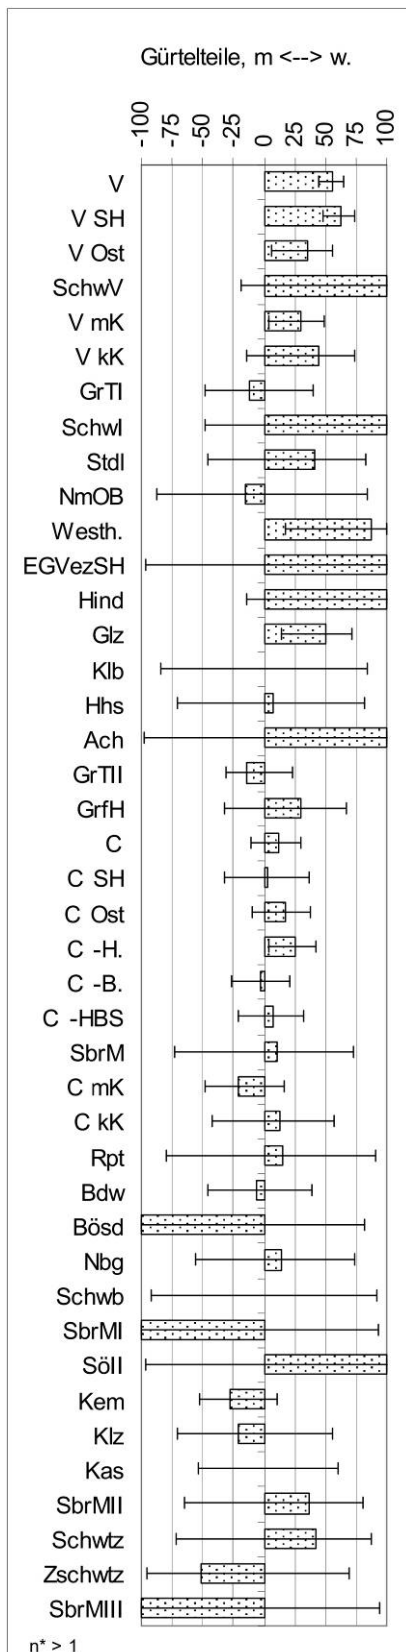 Gürtelteile, m <--> w.
-100 -75 -50 -25 0 25 50 75 100
V
V SH
V Ost
SchwV
V mK
V kK
GrTI
SchwI
StdI
NmOB
Westh.
EGVezSH
Hind
Glz
Klb
Hhs
Ach
GrTII
GrfH
C
C SH
C Ost
C -H.
C -B.
C -HBS
SbrM
C mK
C kK
Rpt
Bdw
Bösd
Nbg
Schwb
SbrMI
SöII
Kem
Klz
Kas
SbrMII
Schwtz
Zschwtz
SbrMIII
n* > 1